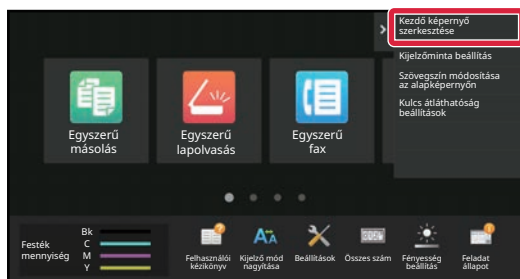 Kezdő képernyő
szerkesztése
Kijelzőminta beállítás
Szövegszín módosítása
az alapképernyőn
Kulcs átláthatóság
beállítások
Egyszerű
másolás
Egyszerű
lapolvasás
Egyszerű
fax
Festék
mennyiség
Bk
C
M
Y
Felhasználói
kézikönyv
Kijelző mód
nagyítása
Beállítások
Összes szám
Fényesség
beállítás
Feladat
állapot